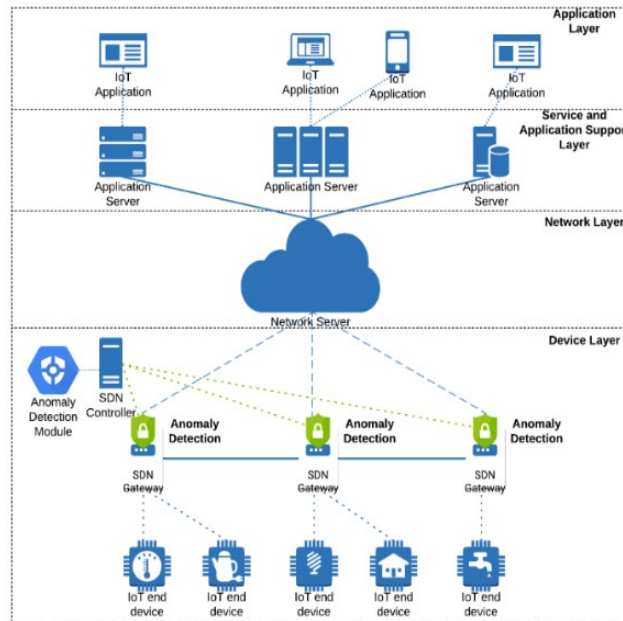 Application
Layer
IoT
Application
IoT
Application
IoT
Application
IoT
Application
Service and
Application Support
Layer
Application
Server
Application Server
Application
Server
Network Layer
Network Server
Device Layer
Anomaly
Detection
Module
SDN
Controller
Anomaly
Detection
Anomaly
Detection
Anomaly
Detection
SDN
Gateway
SDN
Gateway
SDN
Gateway
IoT end
device
IoT end
device
IoT end
device
IoT end
device
IoT end
device